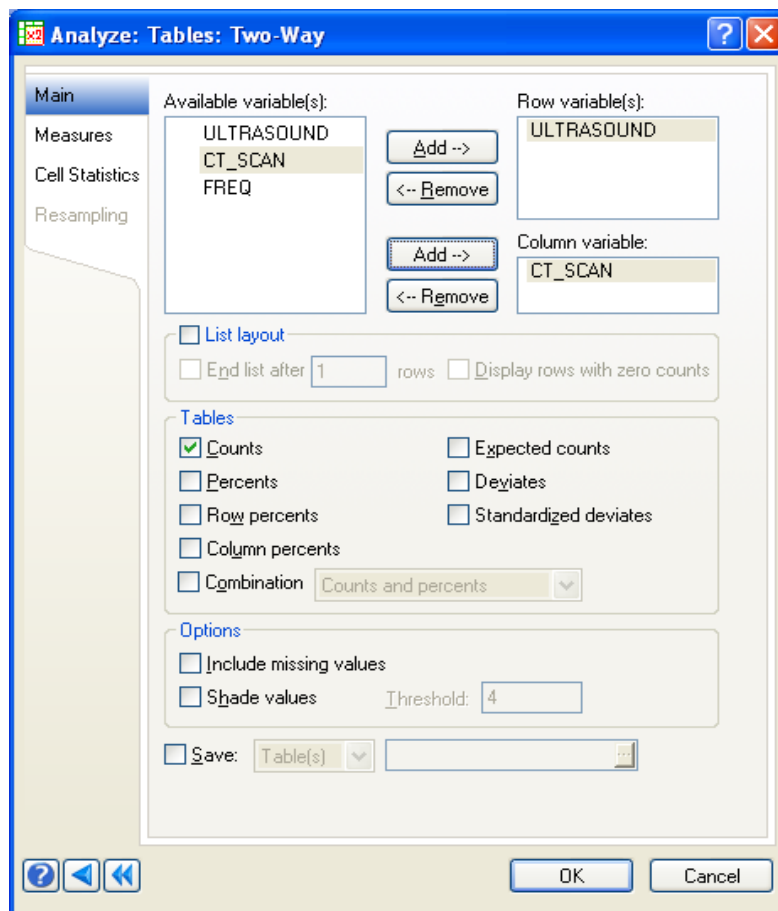 Analyze: Tables: Two-Way
Main
Measures
Cell Statistics
Resampling
Available variable(s):
ULTRASOUND
CT_SCAN
FREQ
Add -->
<-- Remove
Row variable(s):
ULTRASOUND
Add -->
<-- Remove
Column variable:
CT_SCAN
List layout
End list after 1 rows Display rows with zero counts
Tables
Counts Expected counts
Percents Deviates
Row percents Standardized deviates
Column percents
Combination Counts and percents
Options
Include missing values
Shade values Threshold: 4
Save: Table(s) ...
OK Cancel